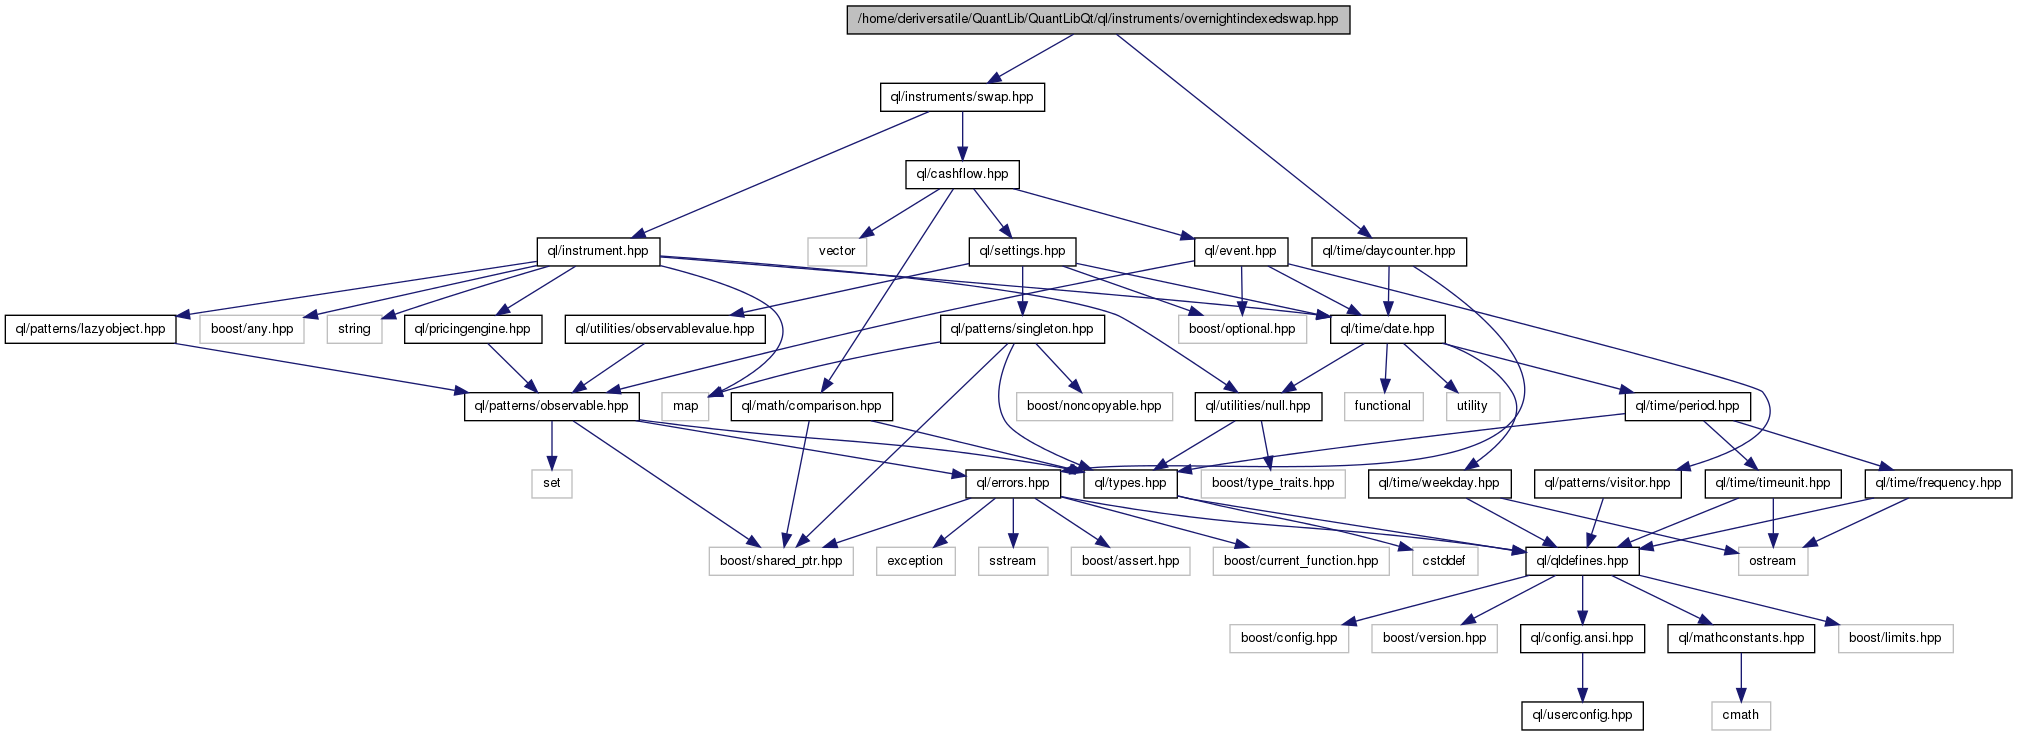 /home/deriversatile/QuantLib/QuantLibQt/ql/instruments/overnightindexedswap.hpp
ql/instruments/swap.hpp
ql/cashflow.hpp
ql/instrument.hpp
vector
ql/settings.hpp
ql/event.hpp
ql/time/daycounter.hpp
ql/patterns/lazyobject.hpp
boost/any.hpp
string
ql/pricingengine.hpp
ql/utilities/observablevalue.hpp
ql/patterns/singleton.hpp
boost/optional.hpp
ql/time/date.hpp
ql/patterns/observable.hpp
map
ql/math/comparison.hpp
boost/noncopyable.hpp
ql/utilities/null.hpp
functional
utility
ql/time/period.hpp
set
ql/errors.hpp
ql/types.hpp
boost/type_traits.hpp
ql/time/weekday.hpp
ql/patterns/visitor.hpp
ql/time/timeunit.hpp
ql/time/frequency.hpp
boost/shared_ptr.hpp
exception
sstream
boost/assert.hpp
boost/current_function.hpp
cstddef
ql/qldefines.hpp
ostream
boost/config.hpp
boost/version.hpp
ql/config.ansi.hpp
ql/mathconstants.hpp
boost/limits.hpp
ql/userconfig.hpp
cmath